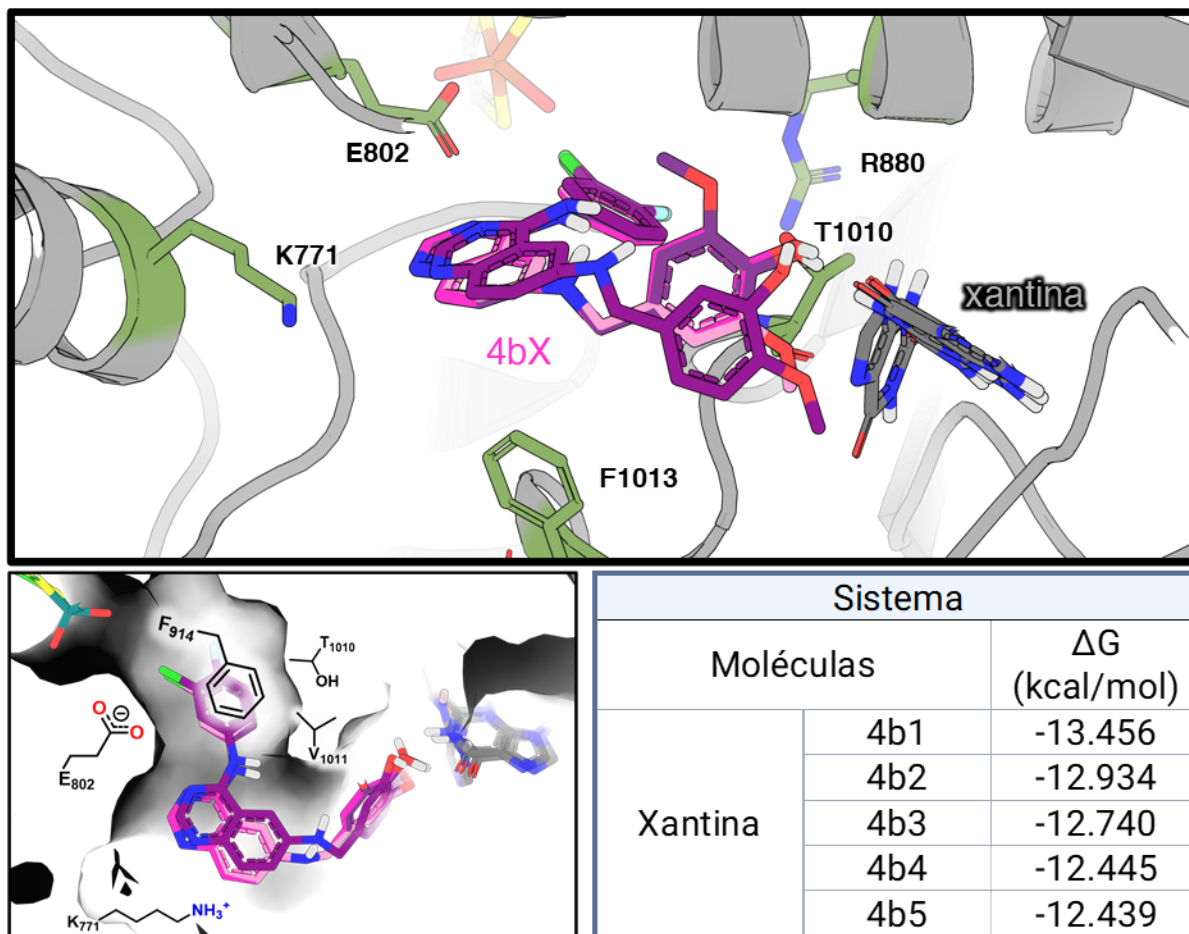 E802
R880
K771
T1010
xantina
4bX
F1013
F914
T1010
OH
O
⊖
O
V1011
E802
K771
NH3+
Sistema
Moléculas
ΔG
(kcal/mol)
Xantina
4b1 -13.456
4b2 -12.934
4b3 -12.740
4b4 -12.445
4b5 -12.439